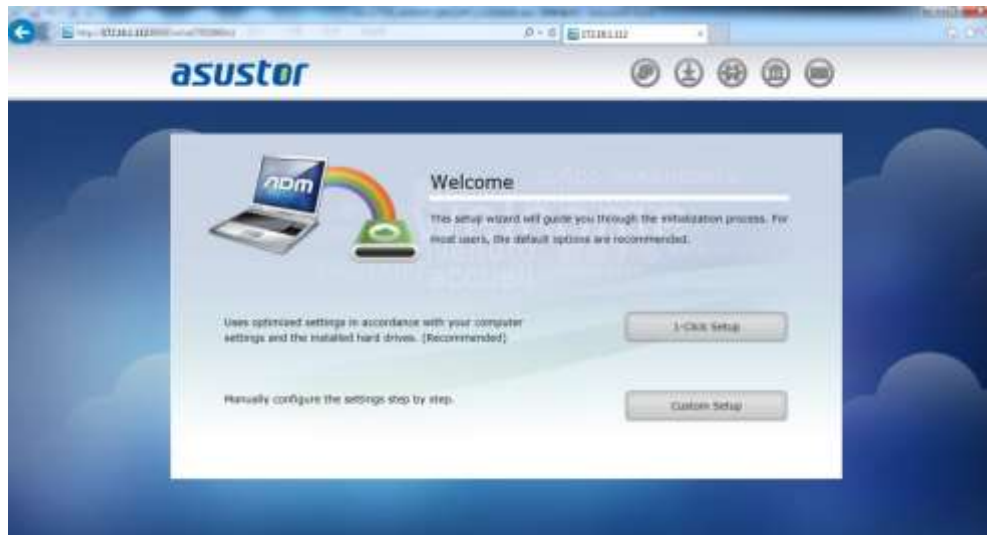 asustor
ADM
Welcome
This setup wizard will guide you through the initialization process. For
most users, the default options are recommended.
Uses optimized settings in accordance with your computer
settings and the installed hard drives. (Recommended)
1-Click Setup
Manually configure the settings step by step.
Custom Setup